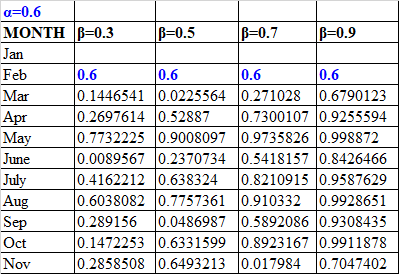 α=0.6
MONTH β=0.3 β=0.5 β=0.7 β=0.9
Jan
Feb 0.6 0.6 0.6 0.6
Mar 0.1446541 0.0225564 0.271028 0.6790123
Apr 0.2697614 0.52887 0.7300107 0.9255594
May 0.7732225 0.9008097 0.9735826 0.998872
June 0.0089567 0.2370734 0.5418157 0.8426466
July 0.4162212 0.638324 0.8210915 0.9587629
Aug 0.6038082 0.7757361 0.910332 0.9928651
Sep 0.289156 0.0486987 0.5892086 0.9308435
Oct 0.1472253 0.6331599 0.8923167 0.9911878
Nov 0.2858508 0.6493213 0.017984 0.7047402